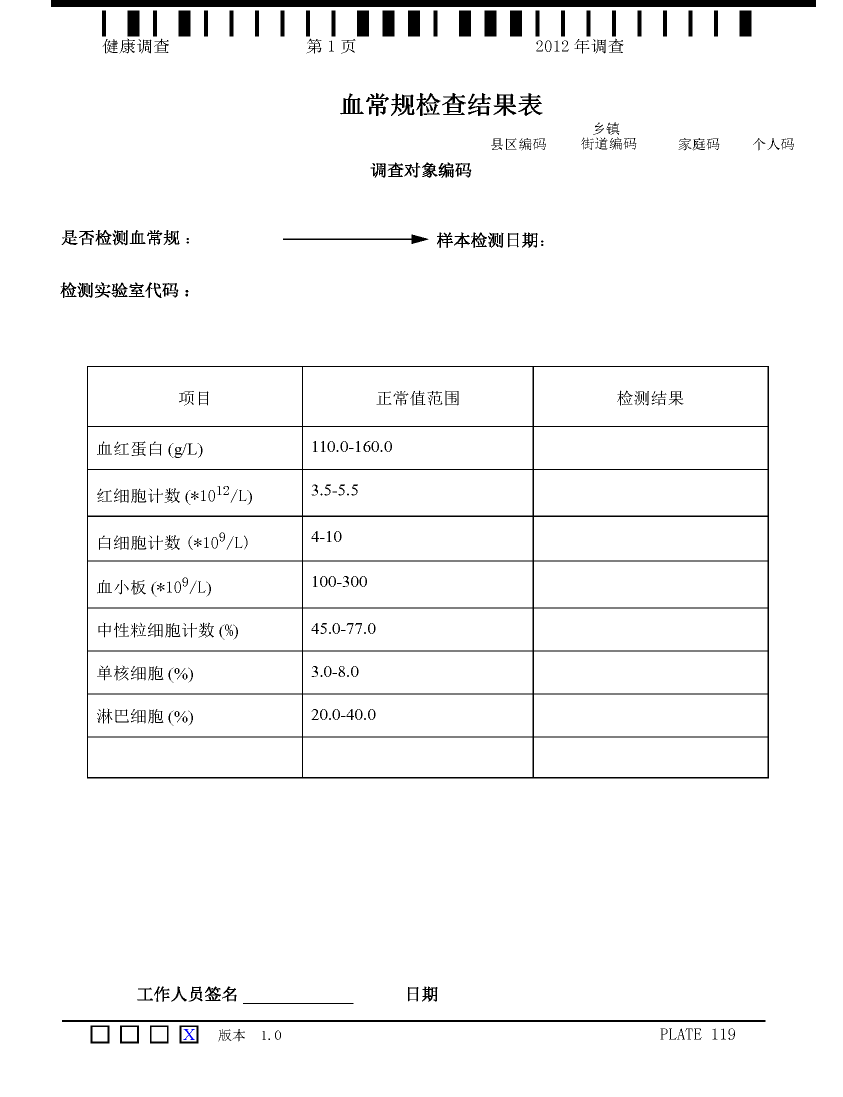 健康调查 第 1 页 2012 年调查
血常规检查结果表
乡镇
县区编码 街道编码 家庭码 个人码
调查对象编码
是否检测血常规： 样本检测日期：
检测实验室代码：
项目 正常值范围 检测结果
血红蛋白 (g/L) 110.0-160.0
红细胞计数 (*10¹²/L) 3.5-5.5
白细胞计数 (*10⁹/L) 4-10
血小板 (*10⁹/L) 100-300
中性粒细胞计数 (%) 45.0-77.0
单核细胞 (%) 3.0-8.0
淋巴细胞 (%) 20.0-40.0
工作人员签名 日期
X 版本 1.0 PLATE 119